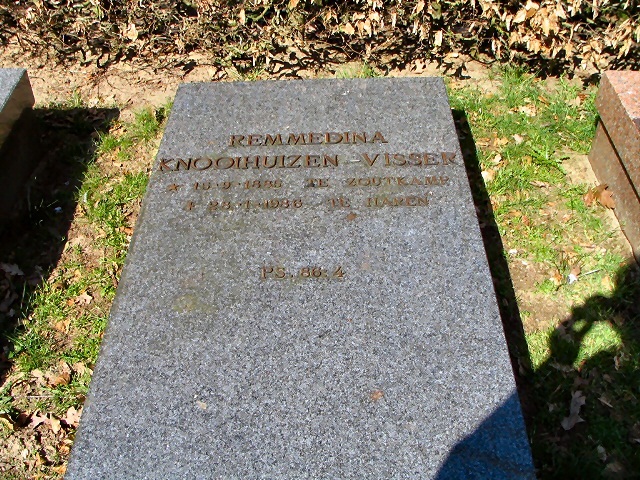 REMMEDINA
KNOOIHUIZEN - VISSER
TE ZOUTKAMP
TE HAREN
PS. 86:4